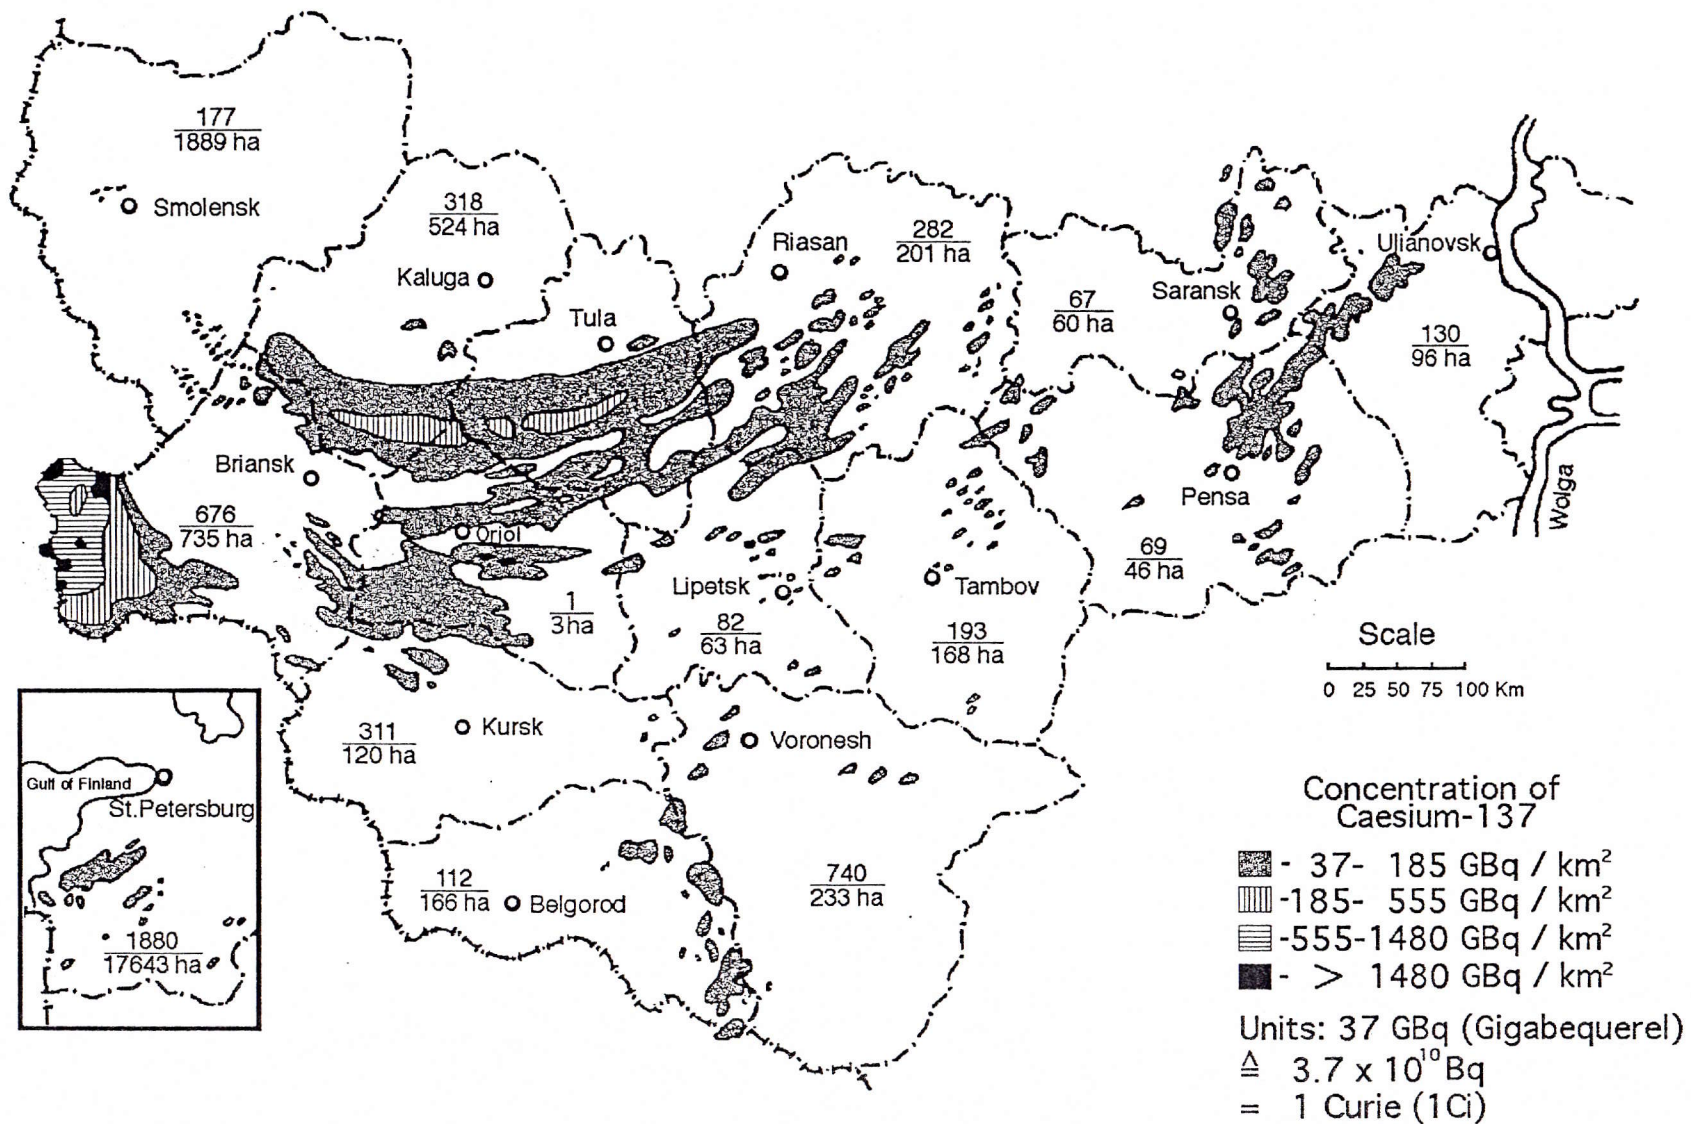 177
1889 ha
Smolensk
318
524 ha
Kaluga
Tula
Riasan
282
201 ha
67
60 ha
Saransk
Ulianovsk
130
96 ha
Wolga
Briansk
676
735 ha
Orjol
1
3 ha
Lipetsk
82
63 ha
Tambov
193
168 ha
Pensa
69
46 ha
311
120 ha
Kursk
Voronesh
112
166 ha
Belgorod
740
233 ha
Gulf of Finland
St.Petersburg
1880
17643 ha
Scale
0 25 50 75 100 Km
Concentration of
Caesium-137
- 37- 185 GBq / km²
-185- 555 GBq / km²
-555-1480 GBq / km²
- > 1480 GBq / km²
Units: 37 GBq (Gigabequerel)
≙ 3.7 x 10¹⁰ Bq
= 1 Curie (1Ci)